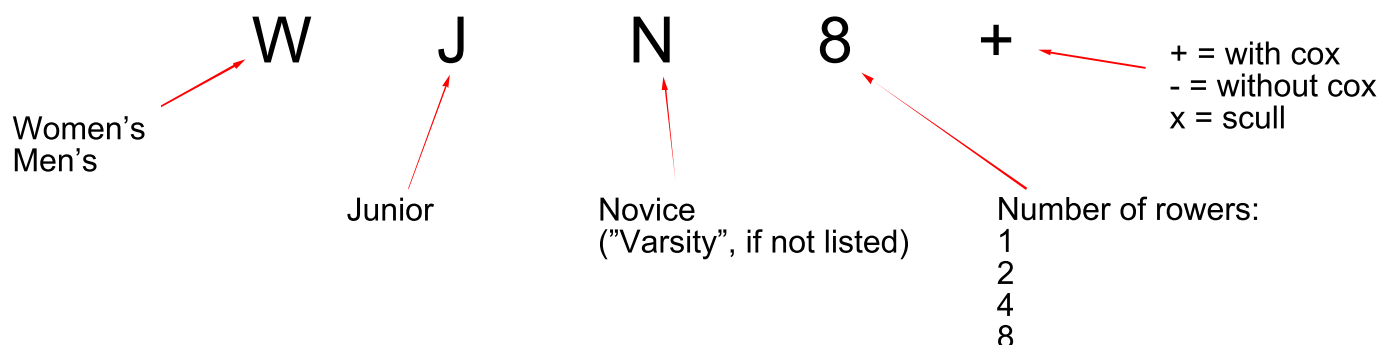 W J N 8 +
+ = with cox
- = without cox
x = scull
Women’s
Men’s
Junior
Novice
(”Varsity”, if not listed)
Number of rowers:
1
2
4
8